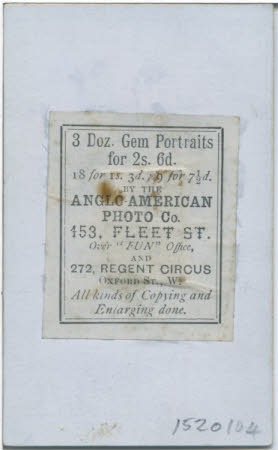 3 Doz. Gem Portraits
for 2s. 6d.
18 for 1s. 3d. 9 for 7½d.
BY THE
ANGLO-AMERICAN
PHOTO Co.
153, FLEET ST.
Over "FUN" Office,
AND
272, REGENT CIRCUS
OXFORD ST., W.
All kinds of Copying and
Enlarging done.
1520104